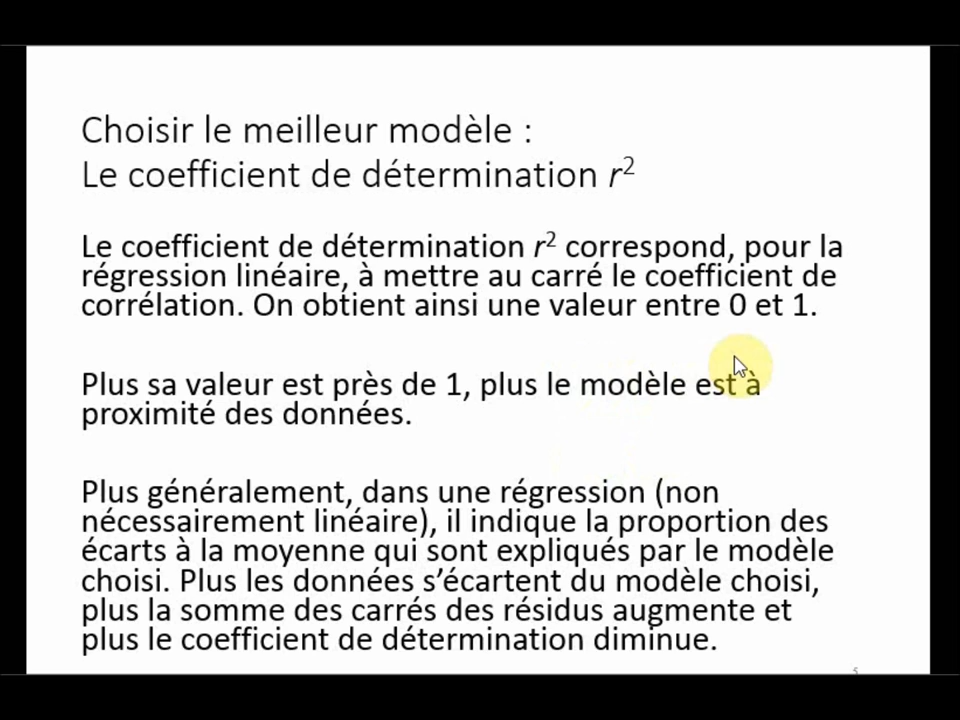 Choisir le meilleur modèle :
Le coefficient de détermination r²
Le coefficient de détermination r² correspond, pour la
régression linéaire, à mettre au carré le coefficient de
corrélation. On obtient ainsi une valeur entre 0 et 1.
Plus sa valeur est près de 1, plus le modèle est à
proximité des données.
Plus généralement, dans une régression (non
nécessairement linéaire), il indique la proportion des
écarts à la moyenne qui sont expliqués par le modèle
choisi. Plus les données s’écartent du modèle choisi,
plus la somme des carrés des résidus augmente et
plus le coefficient de détermination diminue.
5